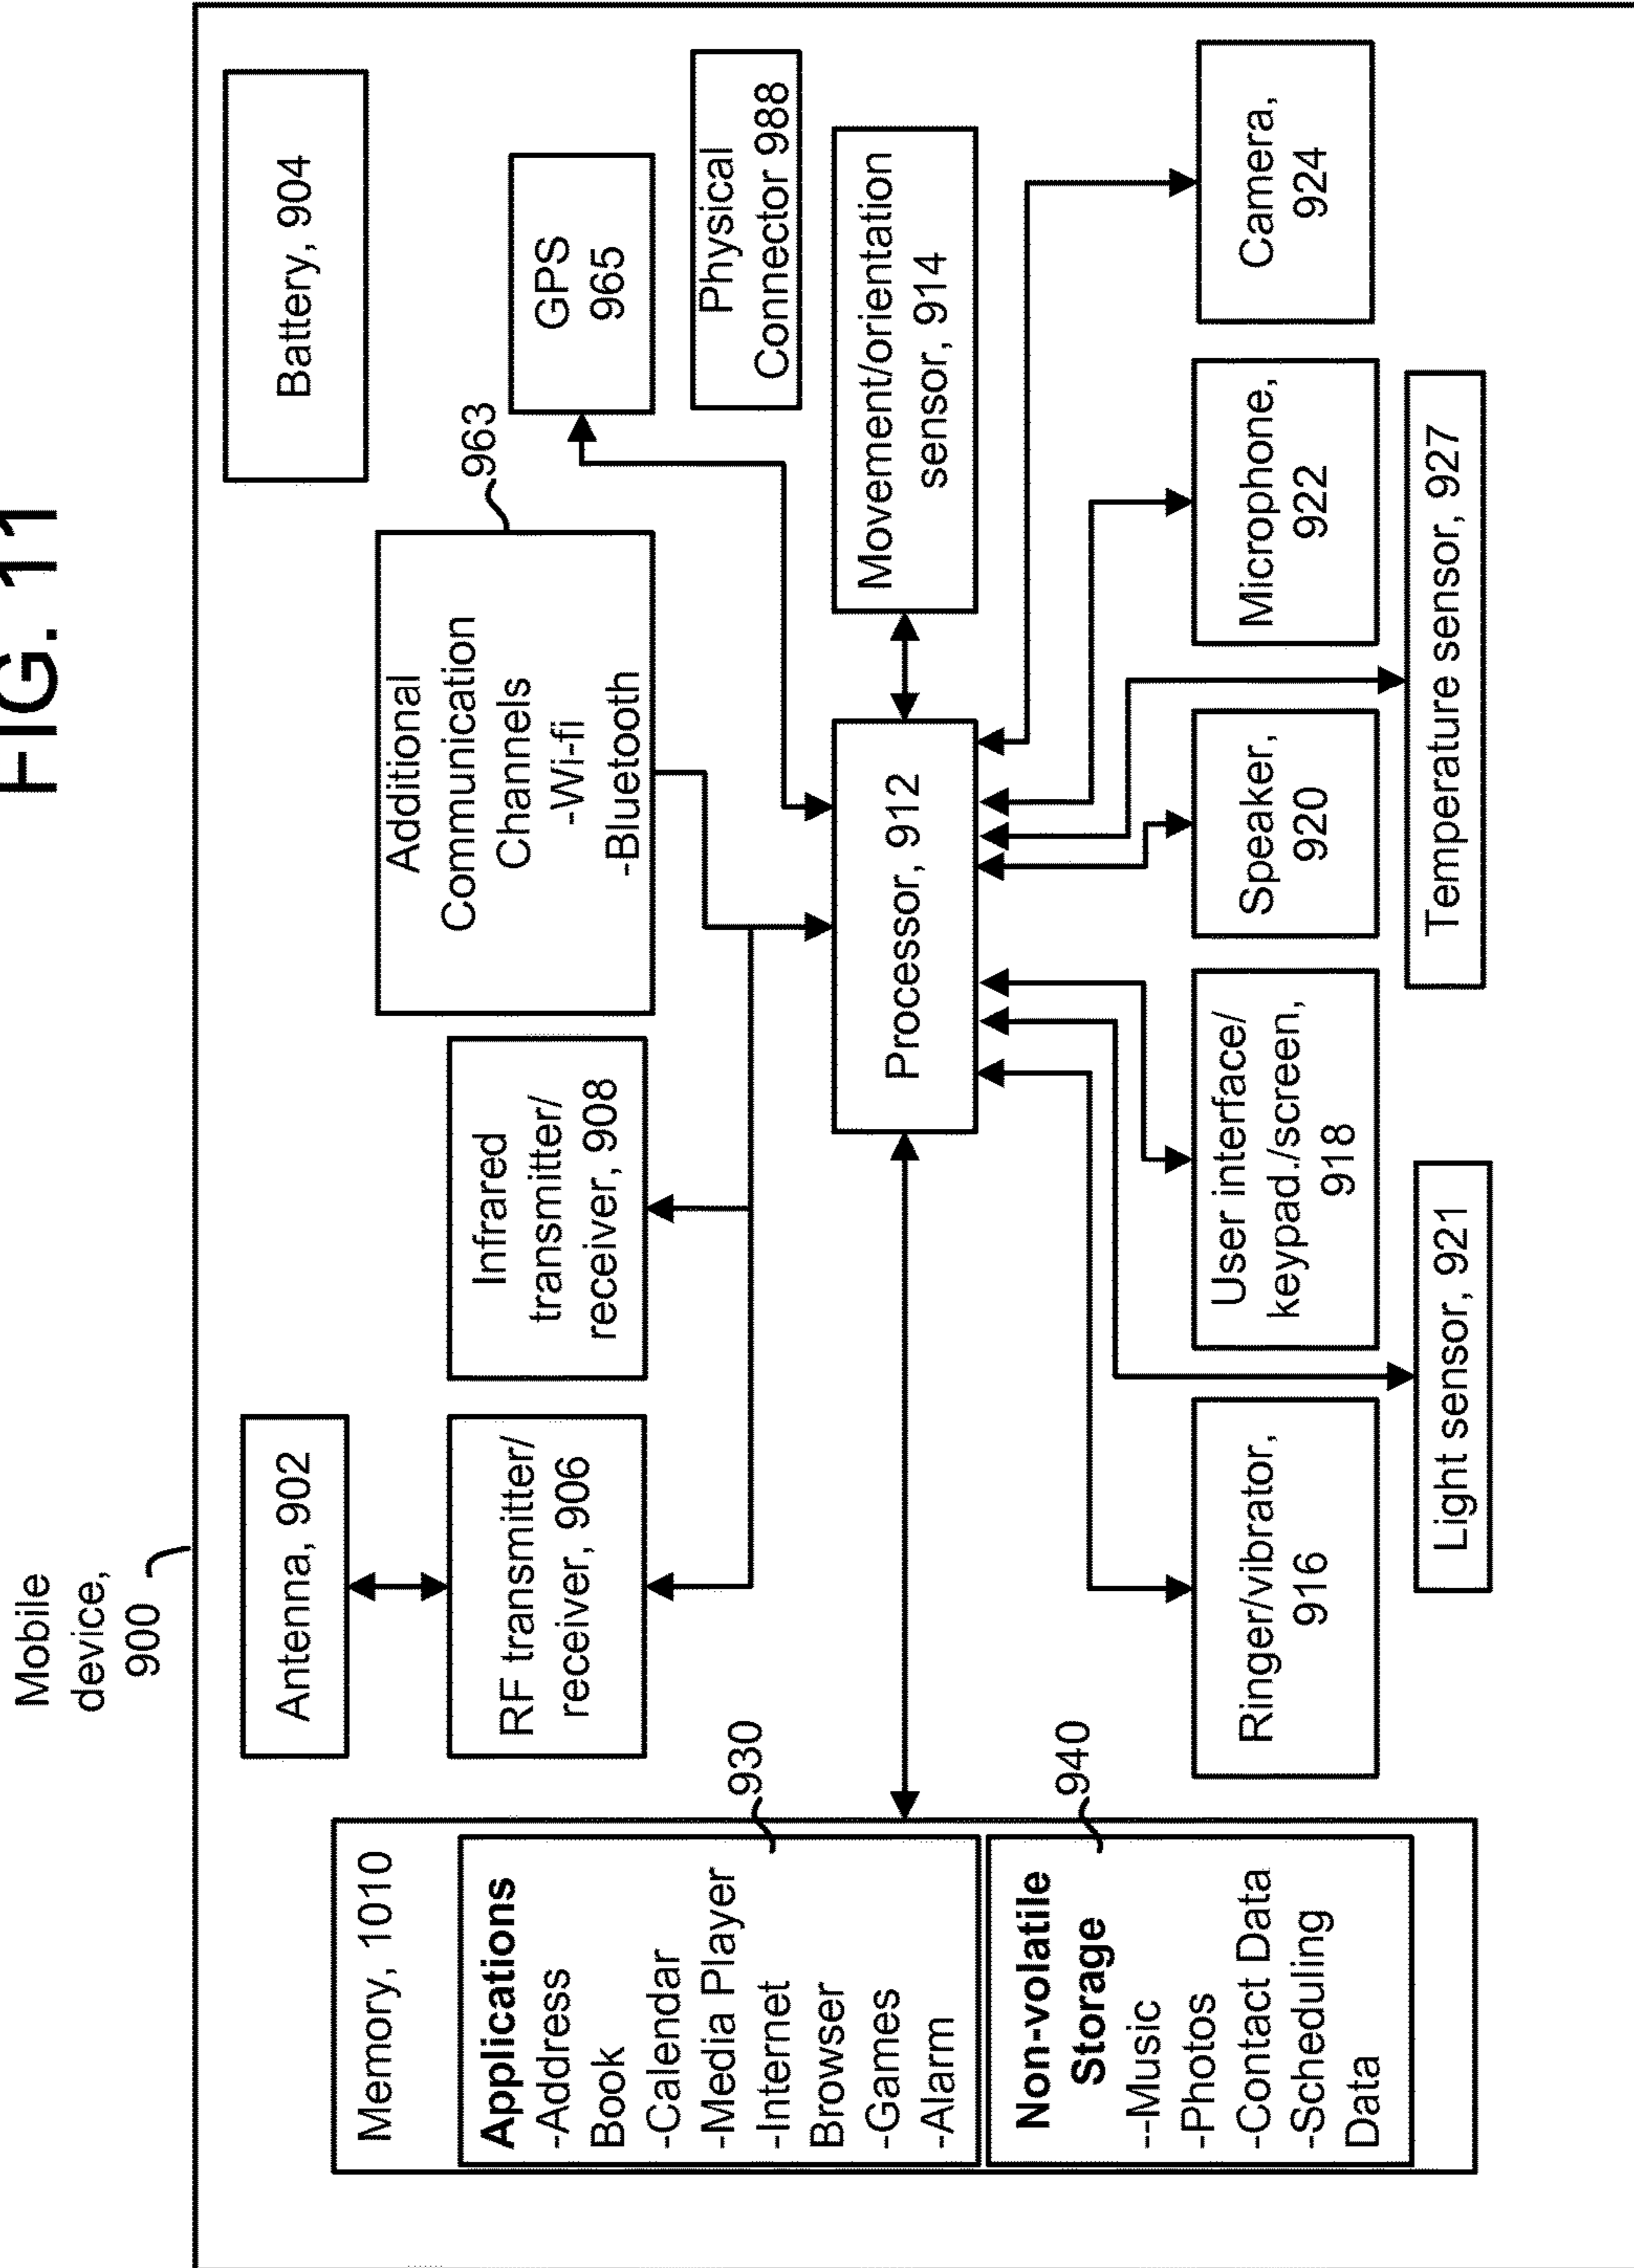 FIG. 11
Mobile
device,
900
Battery, 904
Antenna, 902
Memory, 1010
Applications
-Address
Book
-Calendar
-Media Player
-Internet
Browser
-Games
-Alarm
930
Non-volatile
Storage
--Music
-Photos
-Contact Data
-Scheduling
Data
940
RF transmitter/
receiver, 906
Infrared
transmitter/
receiver, 908
Additional
Communication
Channels
-Wi-fi
-Bluetooth
963
GPS
965
Physical
Connector 988
Processor, 912
Movement/orientation
sensor, 914
Ringer/vibrator,
916
User interface/
keypad./screen,
918
Speaker,
920
Microphone,
922
Camera,
924
Light sensor, 921
Temperature sensor, 927